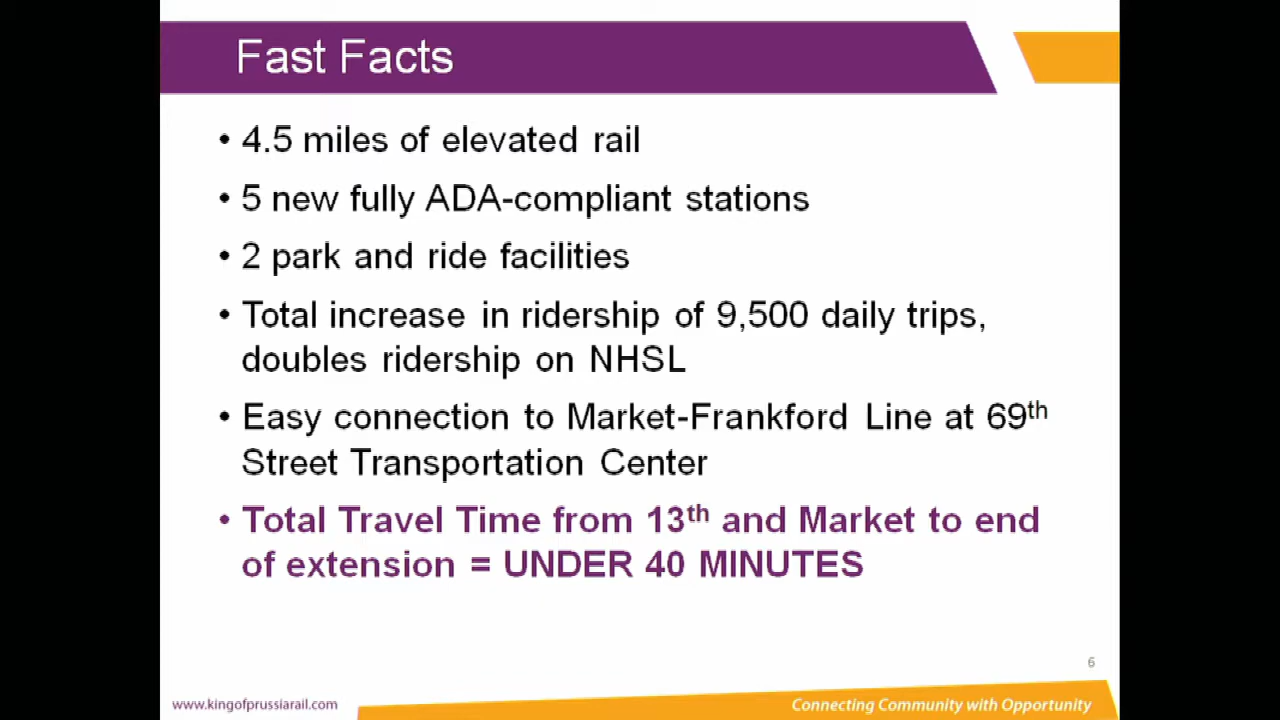 Fast Facts
• 4.5 miles of elevated rail
• 5 new fully ADA-compliant stations
• 2 park and ride facilities
• Total increase in ridership of 9,500 daily trips,
doubles ridership on NHSL
• Easy connection to Market-Frankford Line at 69th
Street Transportation Center
• Total Travel Time from 13th and Market to end
of extension = UNDER 40 MINUTES
6
www.kingofprussiarail.com
Connecting Community with Opportunity